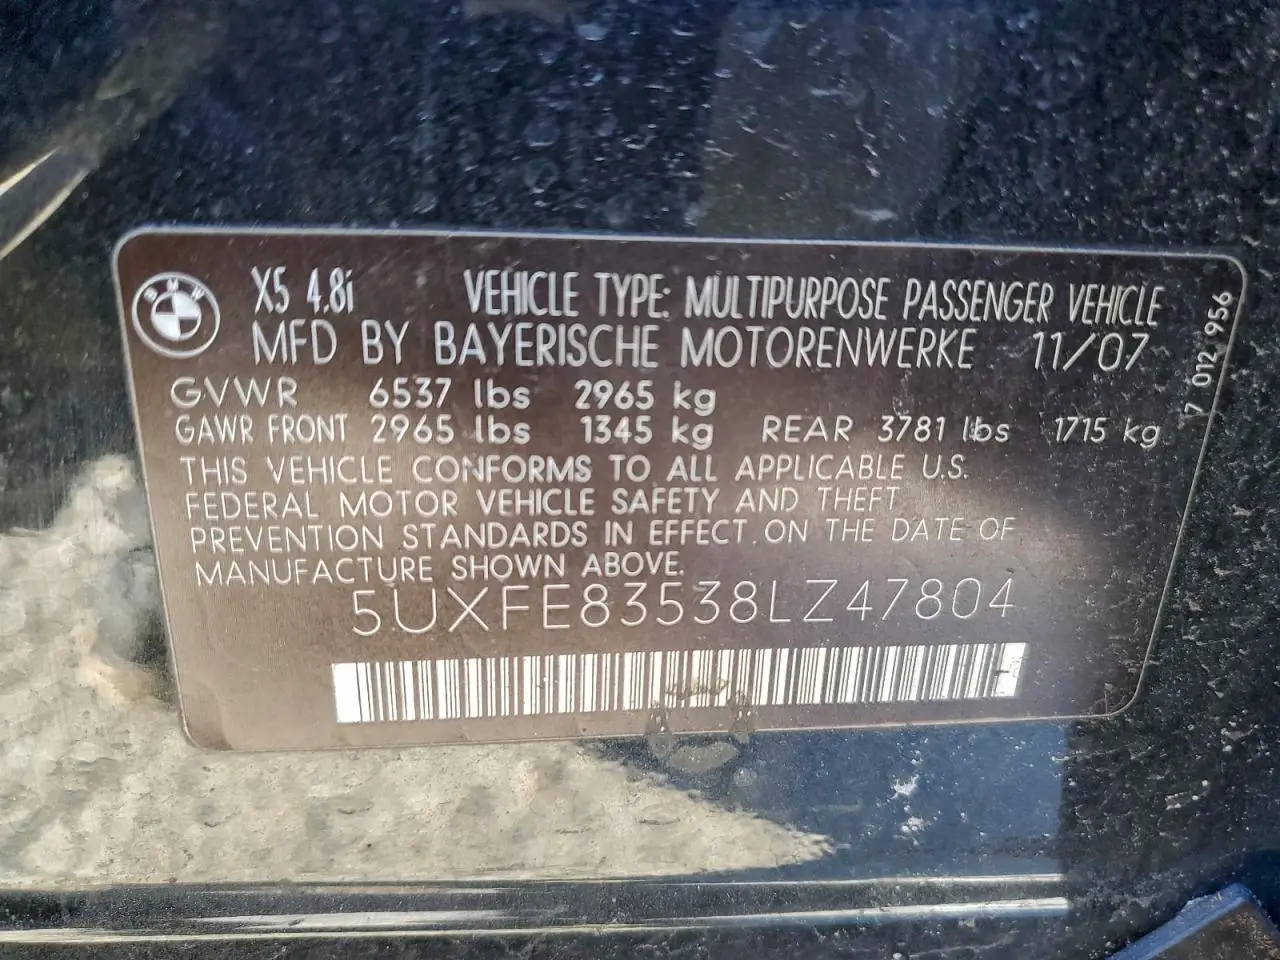 BMW
X5 4.8i VEHICLE TYPE: MULTIPURPOSE PASSENGER VEHICLE
MFD BY BAYERISCHE MOTORENWERKE 11/07
GVWR 6537 lbs 2965 kg
GAWR FRONT 2965 lbs 1345 kg REAR 3781 lbs 1715 kg
THIS VEHICLE CONFORMS TO ALL APPLICABLE U.S.
FEDERAL MOTOR VEHICLE SAFETY AND THEFT
PREVENTION STANDARDS IN EFFECT ON THE DATE OF
MANUFACTURE SHOWN ABOVE.
5UXFE83538LZ47804
7 012 956